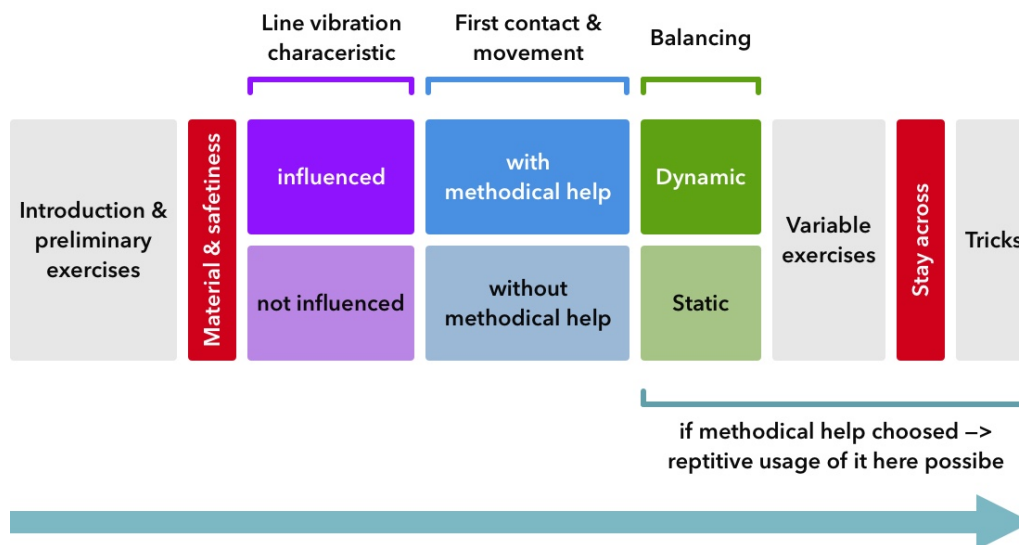 Line vibration
characeristic
First contact &
movement
Balancing
Introduction &
preliminary
exercises
Material & safetiness
influenced
not influenced
with
methodical help
without
methodical help
Dynamic
Static
Variable
exercises
Stay across
Tricks
if methodical help choosed —>
reptitive usage of it here possibe